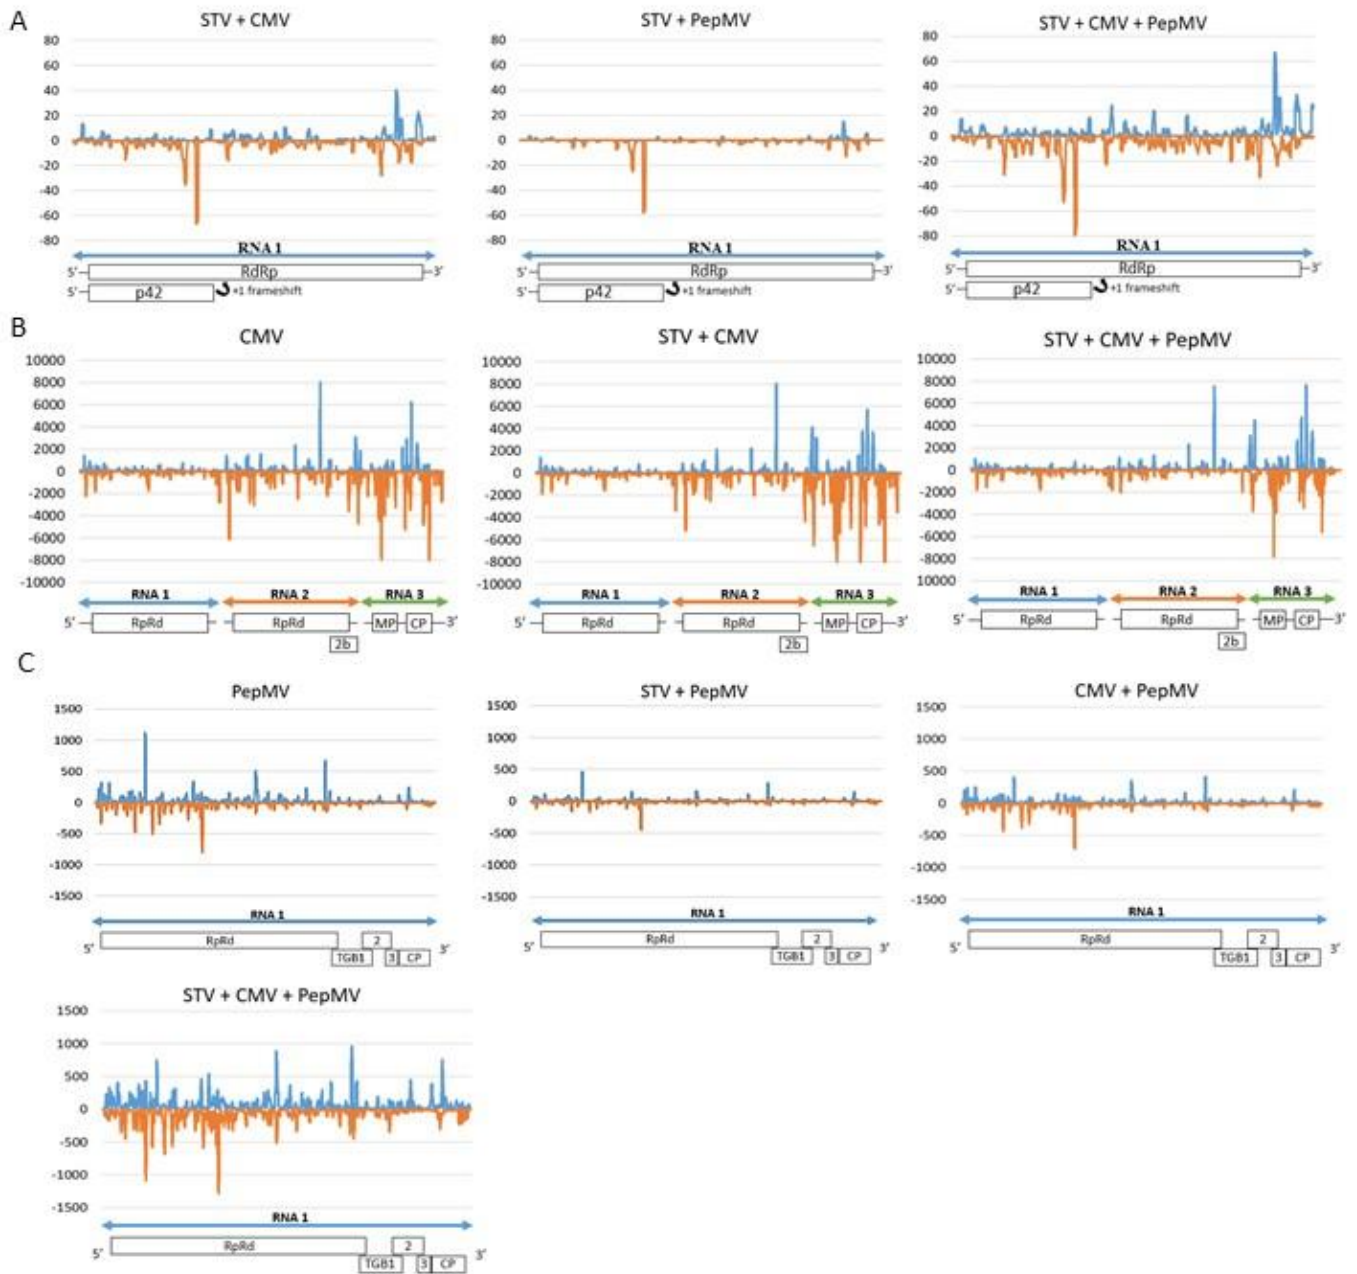 A
STV + CMV
STV + PepMV
STV + CMV + PepMV
80
60
40
20
0
-20
-40
-60
-80
80
60
40
20
0
-20
-40
-60
-80
80
60
40
20
0
-20
-40
-60
-80
RNA 1
RNA 1
RNA 1
5' RdRp 3'
5' RdRp 3'
5' RdRp 3'
5' p42 +1 frameshift
5' p42 +1 frameshift
5' p42 +1 frameshift
B
CMV
STV + CMV
STV + CMV + PepMV
10000
8000
6000
4000
2000
0
-2000
-4000
-6000
-8000
-10000
10000
8000
6000
4000
2000
0
-2000
-4000
-6000
-8000
-10000
10000
8000
6000
4000
2000
0
-2000
-4000
-6000
-8000
10000
RNA 1 RNA 2 RNA 3
RNA 1 RNA 2 RNA 3
RNA 1 RNA 2 RNA 3
5' RpRd RpRd MP CP 3'
2b
5' RpRd RpRd MP CP 3'
2b
5' RpRd RpRd MP CP 3'
2b
C
PepMV
STV + PepMV
CMV + PepMV
1500
1000
500
0
-500
-1000
-1500
1500
1000
500
0
-500
-1000
-1500
1500
1000
500
0
-500
-1000
-1500
RNA 1
RNA 1
RNA 1
5' RpRd 2 3'
TGB1 3 CP
5' RpRd 2 3'
TGB1 3 CP
5' RpRd 2 3'
TGB1 3 CP
STV + CMV + PepMV
1500
1000
500
0
-500
-1000
-1500
RNA 1
5' RpRd 2 3'
TGB1 3 CP